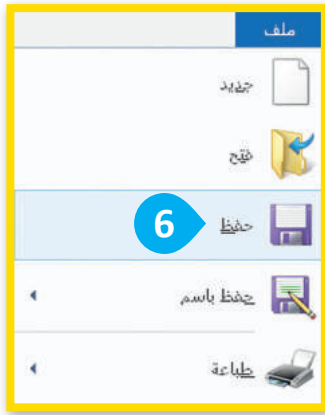 ملف
جديد
فتح
حفظ
6
حفظ باسم
طباعة